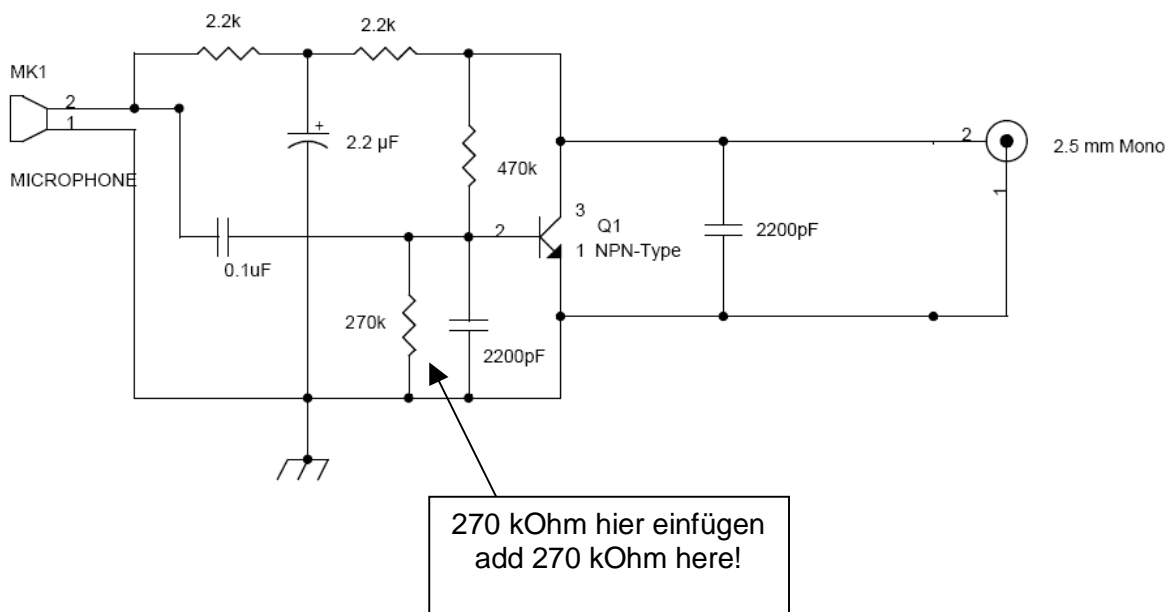 2.2k
2.2k
MK1
2
1
MICROPHONE
+
2.2 µF
470k
2
3
Q1
1 NPN-Type
0.1uF
270k
2200pF
2200pF
2
2.5 mm Mono
1
270 kOhm hier einfügen
add 270 kOhm here!